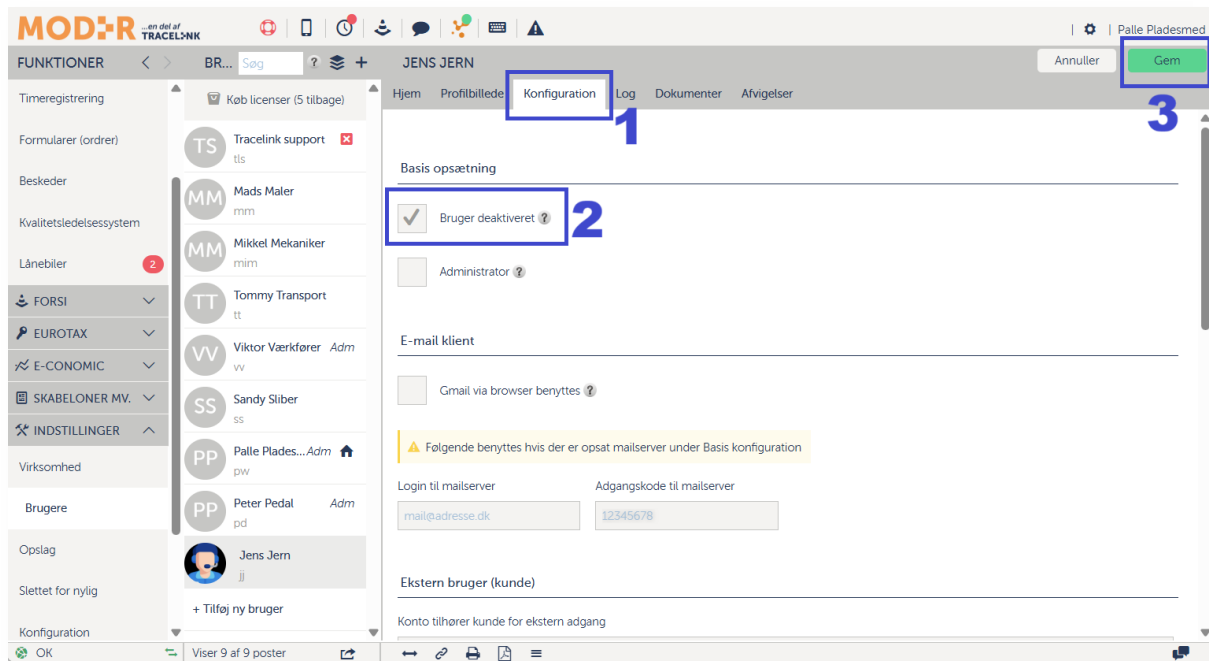 MODER ...en del af TRACELINK
Palle Pladesmed
FUNKTIONER
BR... Søg ? +
JENS JERN
Annuller
Gem
3
Timeregistrering
Formularer (ordrer)
Beskeder
Kvalitetsledelsessystem
Lånebiler 2
FORSI
EUROTAX
E-CONOMIC
SKABELONER MV.
INDSTILLINGER
Virksomhed
Brugere
Opslag
Slettet for nylig
Konfiguration
OK
Køb licenser (5 tilbage)
TS Tracelink support
tls
MM Mads Maler
mm
MM Mikkel Mekaniker
mim
TT Tommy Transport
tt
VV Viktor Værkfører Adm
vv
SS Sandy Sliber
ss
PP Palle Plades... Adm
pw
PP Peter Pedal Adm
pd
Jens Jern
jj
+ Tilføj ny bruger
Viser 9 af 9 poster
Hjem Profilbillede Konfiguration Log Dokumenter Afvigelser
1
Basis opsætning
Bruger deaktiveret ?
2
Administrator ?
E-mail klient
Gmail via browser benyttes ?
Følgende benyttes hvis der er opsat mailserver under Basis konfiguration
Login til mailserver Adgangskode til mailserver
mail@adresse.dk 12345678
Ekstern bruger (kunde)
Konto tilhører kunde for ekstern adgang